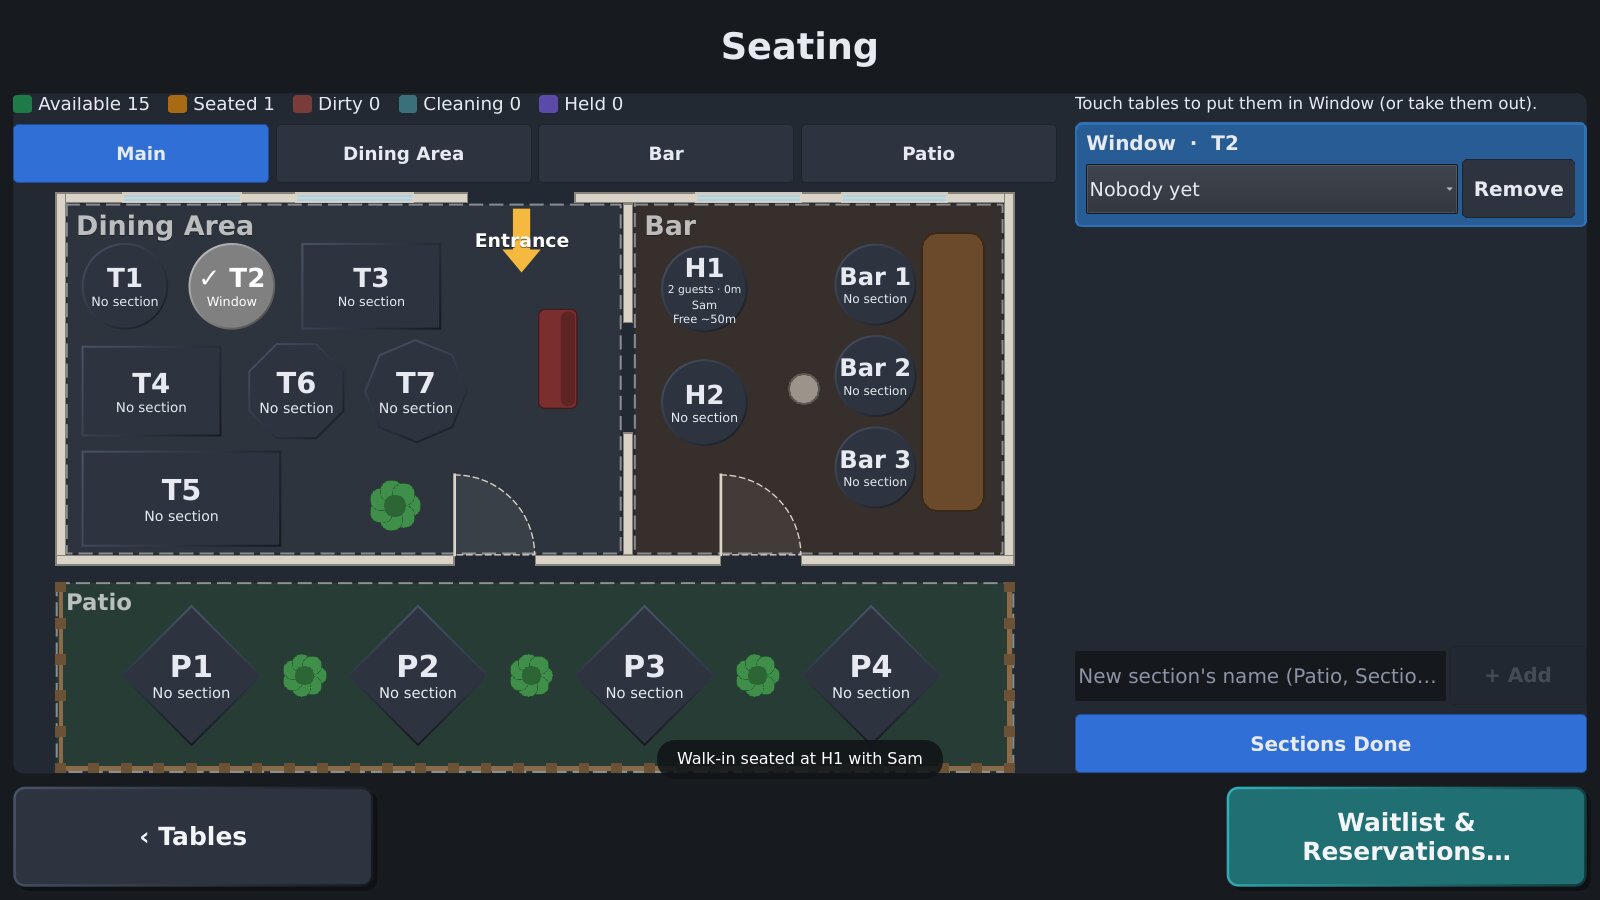 Seating
Available 15
Seated 1
Dirty 0
Cleaning 0
Held 0
Touch tables to put them in Window (or take them out).
Main
Dining Area
Bar
Patio
Window · T2
Nobody yet
Remove
Dining Area
Entrance
Bar
T1
No section
✓ T2
Window
T3
No section
H1
2 guests · 0m
Sam
Free ~50m
Bar 1
No section
T4
No section
T6
No section
T7
No section
H2
No section
Bar 2
No section
Bar 3
No section
T5
No section
Patio
P1
No section
P2
No section
P3
No section
P4
No section
New section's name (Patio, Sectio...
+ Add
Sections Done
Walk-in seated at H1 with Sam
‹ Tables
Waitlist &
Reservations...